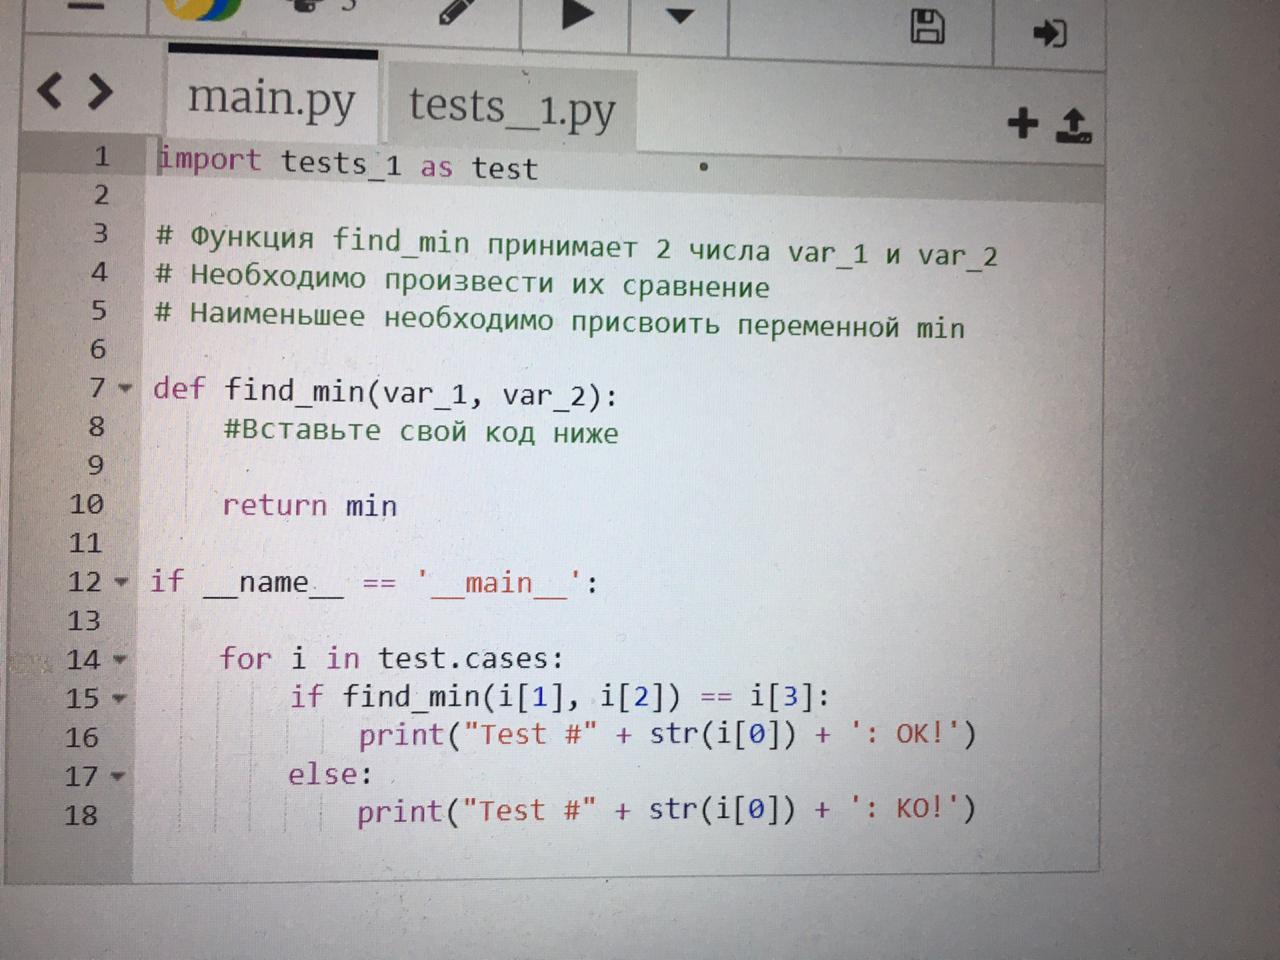 main.py tests_1.py
1 import tests_1 as test
2
3 # Функция find_min принимает 2 числа var_1 и var_2
4 # Необходимо произвести их сравнение
5 # Наименьшее необходимо присвоить переменной min
6
7 def find_min(var_1, var_2):
8 #Вставьте свой код ниже
9
10 return min
11
12 if __name__ == '__main__':
13
14 for i in test.cases:
15 if find_min(i[1], i[2]) == i[3]:
16 print("Test #" + str(i[0]) + ': OK!')
17 else:
18 print("Test #" + str(i[0]) + ': KO!')